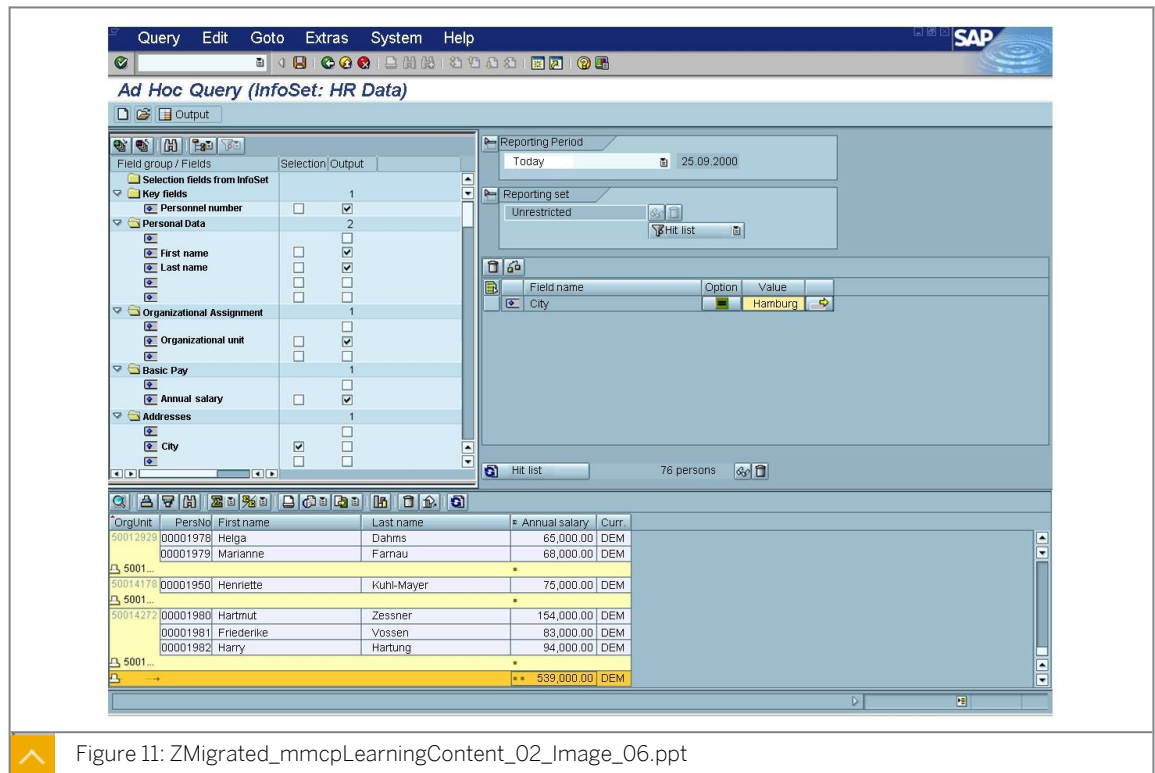 Query Edit Goto Extras System Help
SAP
Ad Hoc Query (InfoSet: HR Data)
Output
Field group / Fields Selection Output
Selection fields from InfoSet
Key fields 1
Personnel number
Personal Data 2
First name
Last name
Organizational Assignment 1
Organizational unit
Basic Pay 1
Annual salary
Addresses 1
City
Reporting Period
Today 25.09.2000
Reporting set
Unrestricted
Hit list
Field name Option Value
City Hamburg
Hit list 76 persons
OrgUnit PersNo First name Last name Annual salary Curr.
50012929 00001978 Helga Dahms 65,000.00 DEM
00001979 Marianne Farnau 68,000.00 DEM
5001...
50014178 00001950 Henriette Kuhl-Mayer 75,000.00 DEM
5001...
50014272 00001980 Hartmut Zessner 154,000.00 DEM
00001981 Friederike Vossen 83,000.00 DEM
00001982 Harry Hartung 94,000.00 DEM
5001...
539,000.00 DEM
Figure 11: ZMigrated_mmcpLearningContent_02_Image_06.ppt